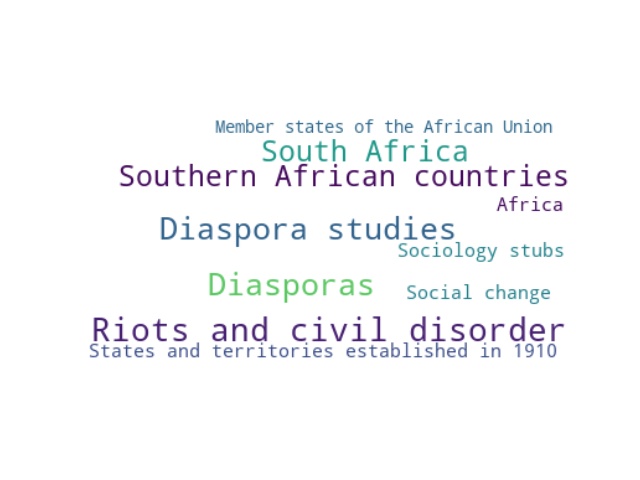 Member states of the African Union
South Africa
Southern African countries
Africa
Diaspora studies
Sociology stubs
Diasporas
Social change
Riots and civil disorder
States and territories established in 1910